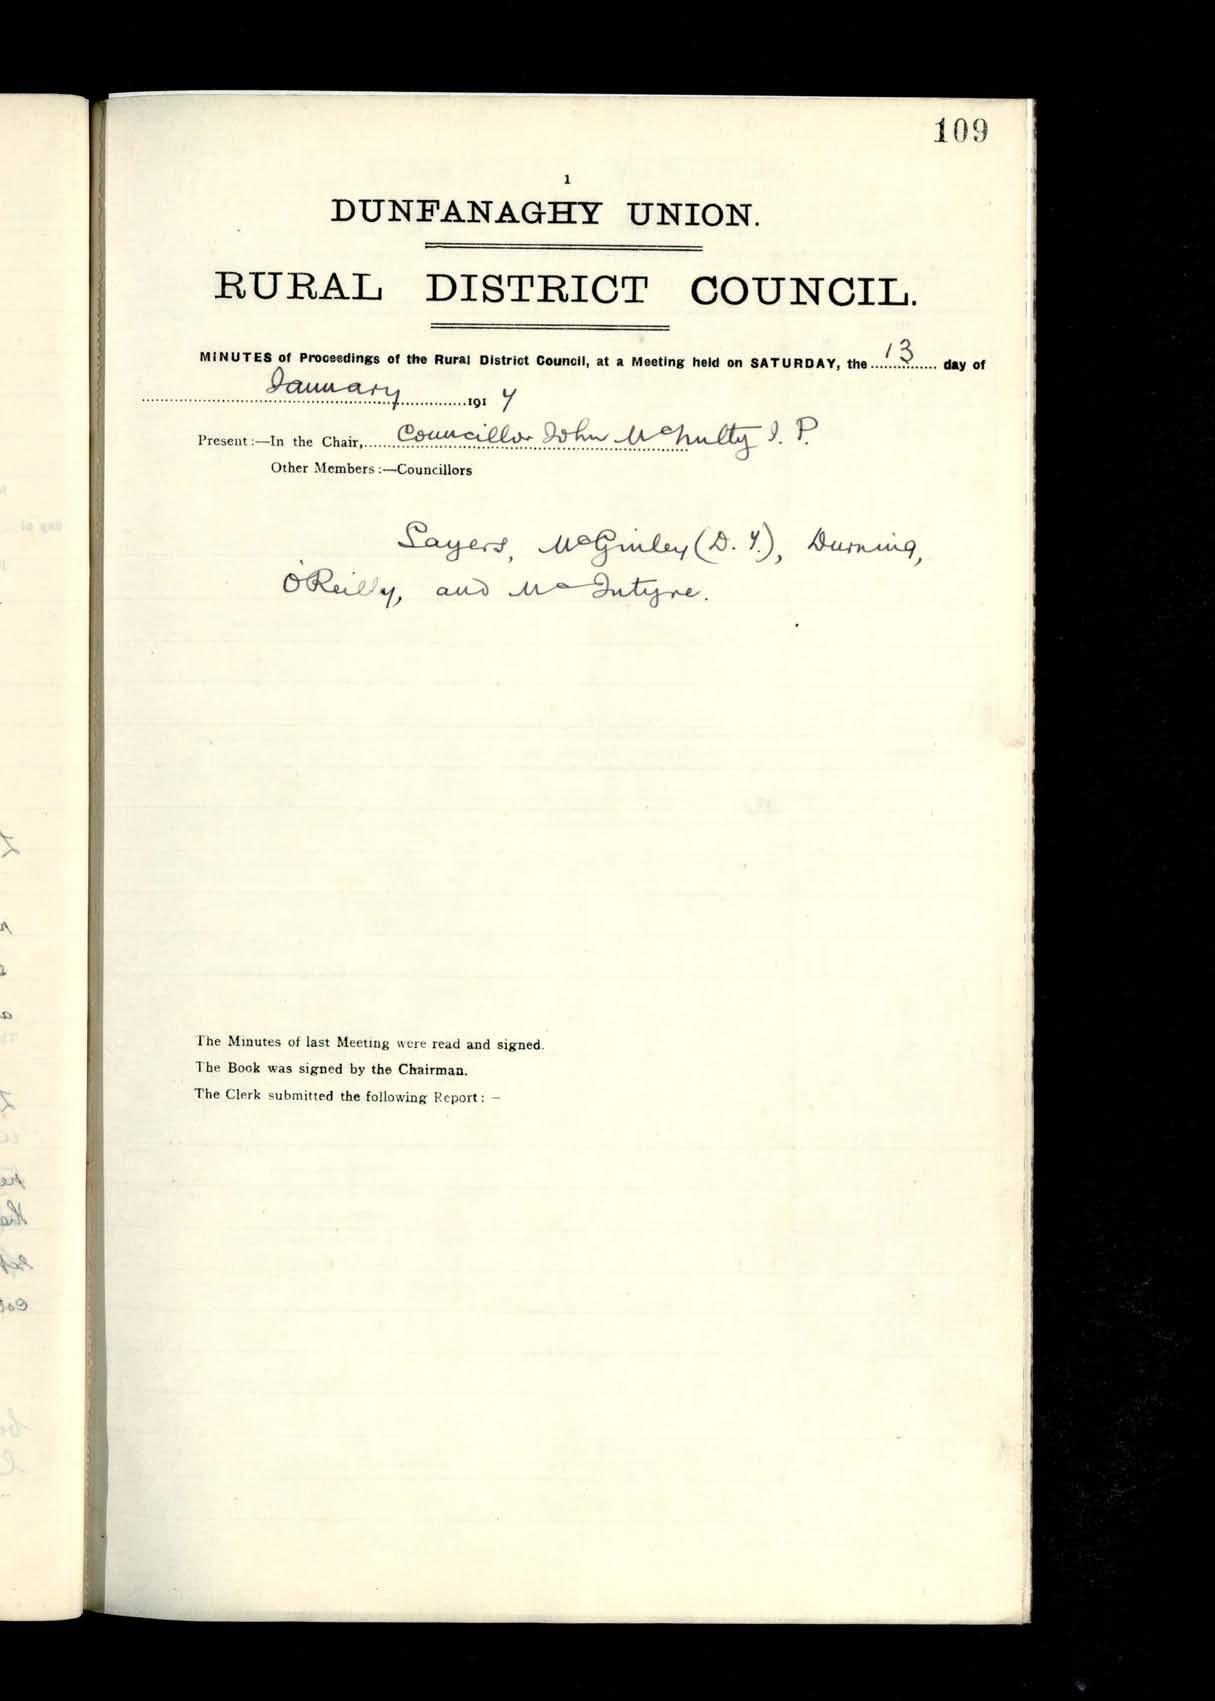 109
1
DUNFANAGHY UNION.
RURAL DISTRICT COUNCIL.
MINUTES of Proceedings of the Rural District Council, at a Meeting held on SATURDAY, the 13 day of
January 1917
Present:—In the Chair, Councillor John McNulty J. P.
Other Members:—Councillors
Sayers, McGinley (D. Y.), Durning,
O'Reilly, and McIntyre.
The Minutes of last Meeting were read and signed.
The Book was signed by the Chairman.
The Clerk submitted the following Report: —